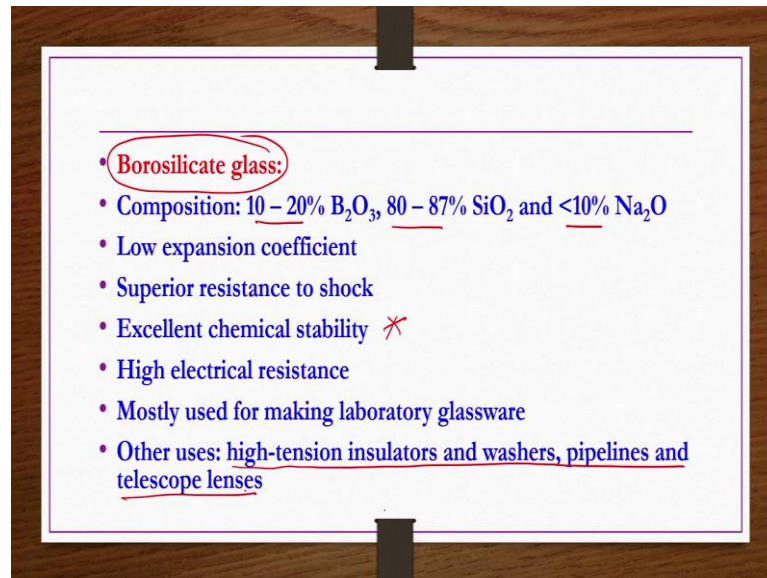 • Borosilicate glass:
• Composition: 10 – 20% B₂O₃, 80 – 87% SiO₂ and <10% Na₂O
• Low expansion coefficient
• Superior resistance to shock
• Excellent chemical stability *
• High electrical resistance
• Mostly used for making laboratory glassware
• Other uses: high-tension insulators and washers, pipelines and
telescope lenses